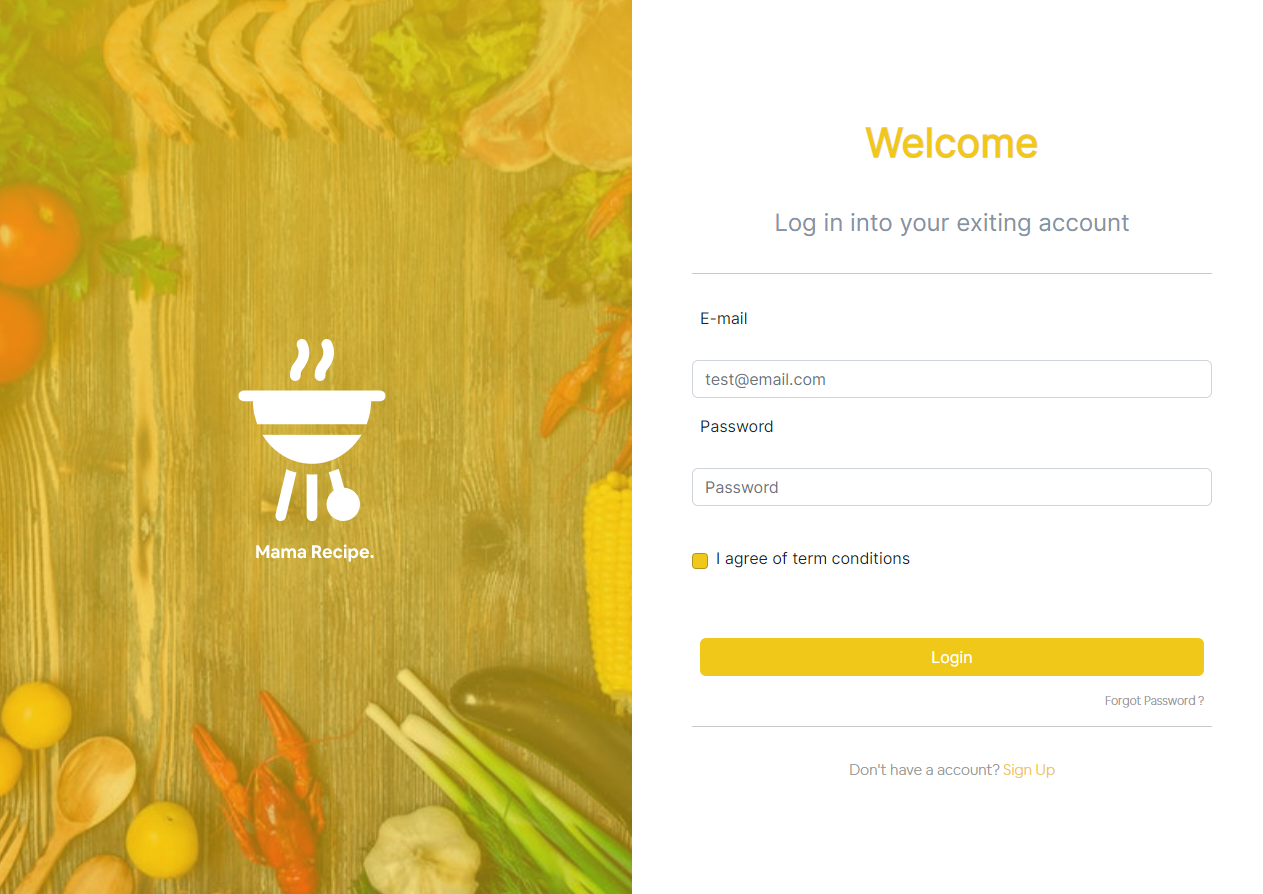 Mama Recipe.
Welcome
Log in into your exiting account
E-mail
test@email.com
Password
Password
I agree of term conditions
Login
Forgot Password ?
Don't have a account? Sign Up